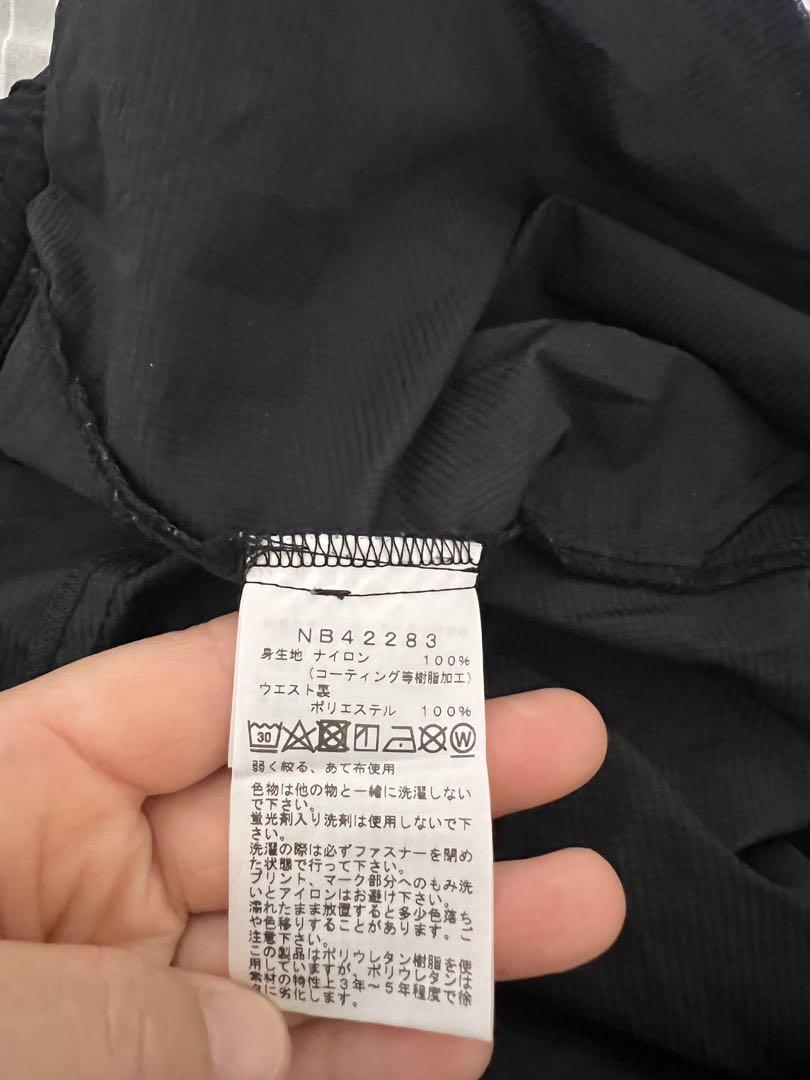 NB42283
身生地 ナイロン 100%
(コーティング等樹脂加工)
ウエスト裏
ポリエステル 100%
30 W
弱く絞る、あて布使用
色物は他の物と一緒に洗濯しない
で下さい。
蛍光剤入り洗剤は使用しないで下
さい。
洗濯の際は必ずファスナーを閉め
た状態で行って下さい。
プリント、マーク部分へのもみ洗
いとアイロンはお避け下さい。
濡れたまま放置すると多少色落ち
や色移りすることがあります。ご
注意下さい。
この製品はポリウレタン樹脂を使
用していますが、ポリウレタンは
素材の特性上3年~5年程度で徐
々に劣化します。